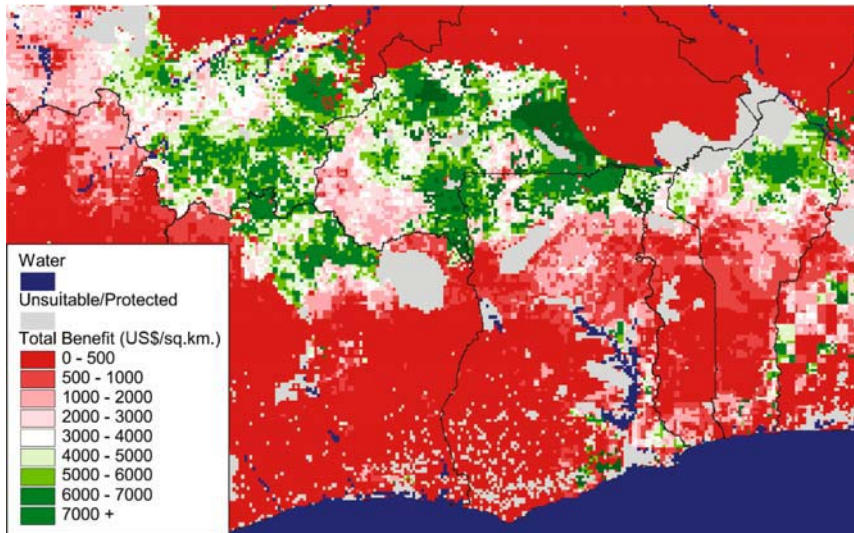 Water
Unsuitable/Protected
Total Benefit (US$/sq.km.)
0 - 500
500 - 1000
1000 - 2000
2000 - 3000
3000 - 4000
4000 - 5000
5000 - 6000
6000 - 7000
7000 +